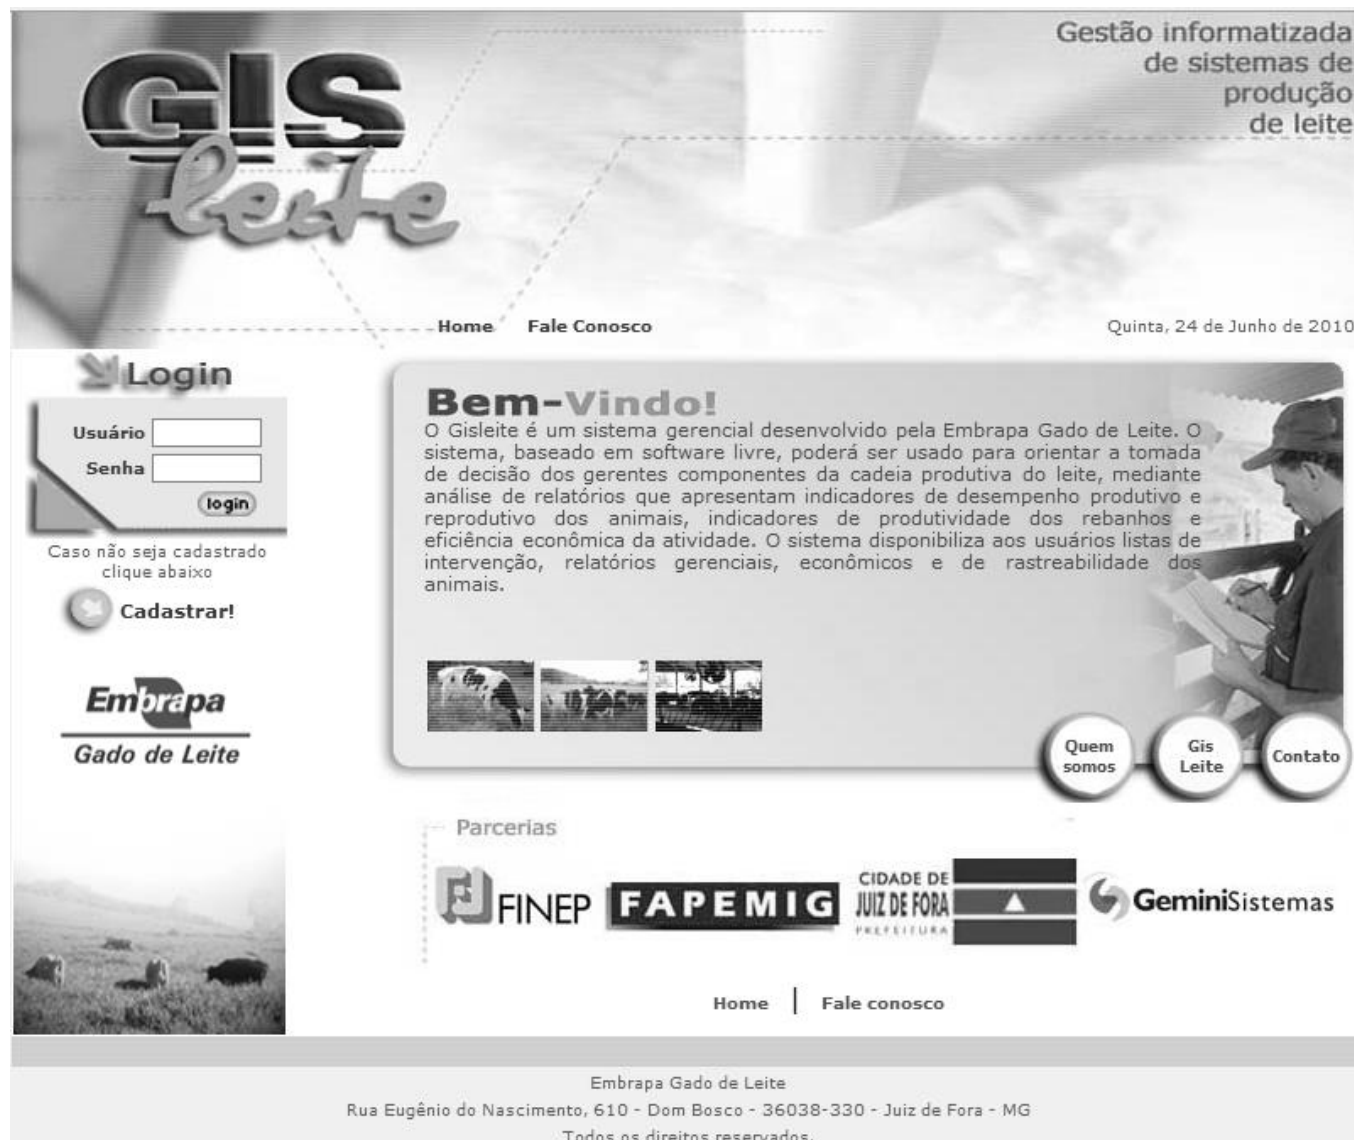 GIS
leite
Gestão informatizada
de sistemas de
produção
de leite
Home Fale Conosco
Quinta, 24 de Junho de 2010
Login
Usuário
Senha
login
Caso não seja cadastrado
clique abaixo
Cadastrar!
Embrapa
Gado de Leite
Bem-Vindo!
O Gisleite é um sistema gerencial desenvolvido pela Embrapa Gado de Leite. O
sistema, baseado em software livre, poderá ser usado para orientar a tomada
de decisão dos gerentes componentes da cadeia produtiva do leite, mediante
análise de relatórios que apresentam indicadores de desempenho produtivo e
reprodutivo dos animais, indicadores de produtividade dos rebanhos e
eficiência econômica da atividade. O sistema disponibiliza aos usuários listas de
intervenção, relatórios gerenciais, econômicos e de rastreabilidade dos
animais.
Quem
somos
Gis
Leite
Contato
Parcerias
FINEP
FAPEMIG
CIDADE DE
JUIZ DE FORA
PREFEITURA
GeminiSistemas
Home | Fale conosco
Embrapa Gado de Leite
Rua Eugênio do Nascimento, 610 - Dom Bosco - 36038-330 - Juiz de Fora - MG
Todos os direitos reservados.